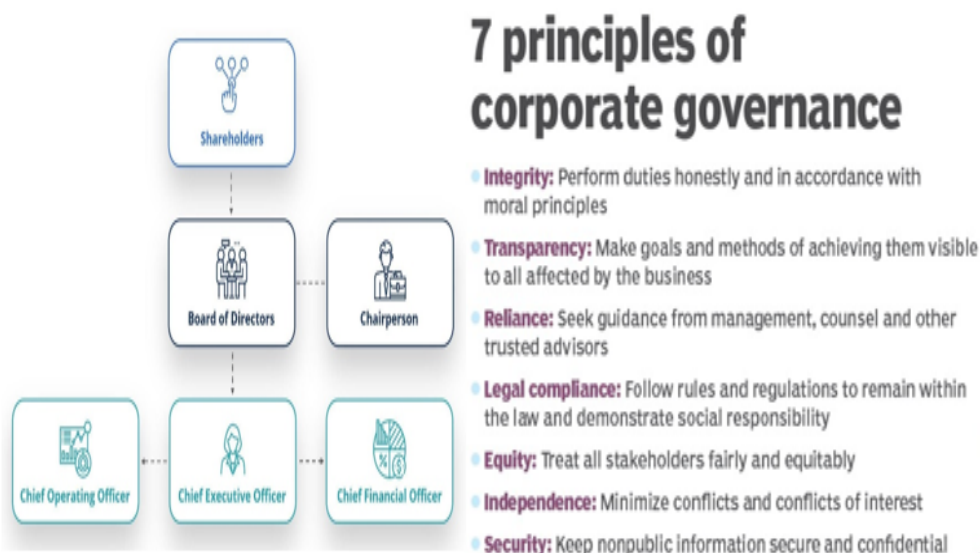 Shareholders
Board of Directors
Chairperson
Chief Operating Officer
Chief Executive Officer
Chief Financial Officer
7 principles of
corporate governance
Integrity: Perform duties honestly and in accordance with
moral principles
Transparency: Make goals and methods of achieving them visible
to all affected by the business
Reliance: Seek guidance from management, counsel and other
trusted advisors
Legal compliance: Follow rules and regulations to remain within
the law and demonstrate social responsibility
Equity: Treat all stakeholders fairly and equitably
Independence: Minimize conflicts and conflicts of interest
Security: Keep nonpublic information secure and confidential